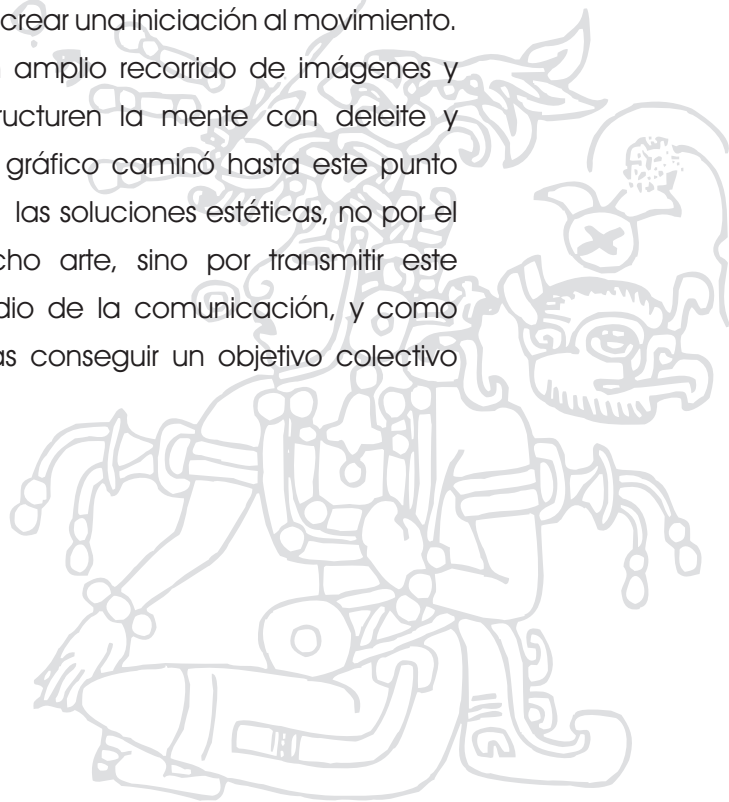 crear una iniciación al movimiento.
amplio recorrido de imágenes y
ructuren la mente con deleite y
gráfico caminó hasta este punto
las soluciones estéticas, no por el
cho arte, sino por transmitir este
dio de la comunicación, y como
as conseguir un objetivo colectivo